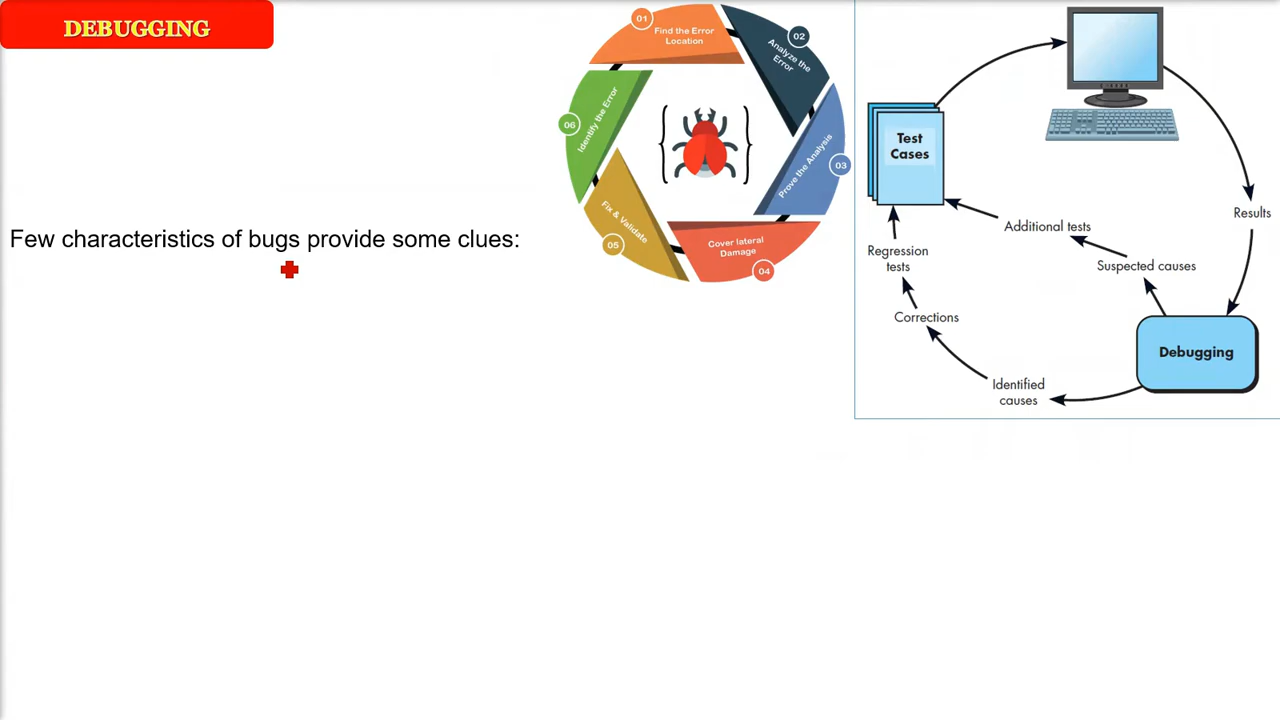 DEBUGGING
Few characteristics of bugs provide some clues:
01
Find the Error
Location
02
Analyze the
Error
03
Prove the Analysis
04
Cover lateral
Damage
05
Fix & Validate
06
Identify the Error
Test
Cases
Results
Additional tests
Suspected causes
Regression
tests
Corrections
Debugging
Identified
causes